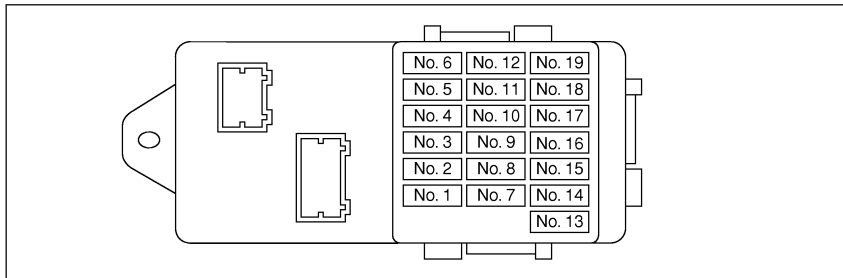 No. 6 No. 12 No. 19
No. 5 No. 11 No. 18
No. 4 No. 10 No. 17
No. 3 No. 9 No. 16
No. 2 No. 8 No. 15
No. 1 No. 7 No. 14
No. 13